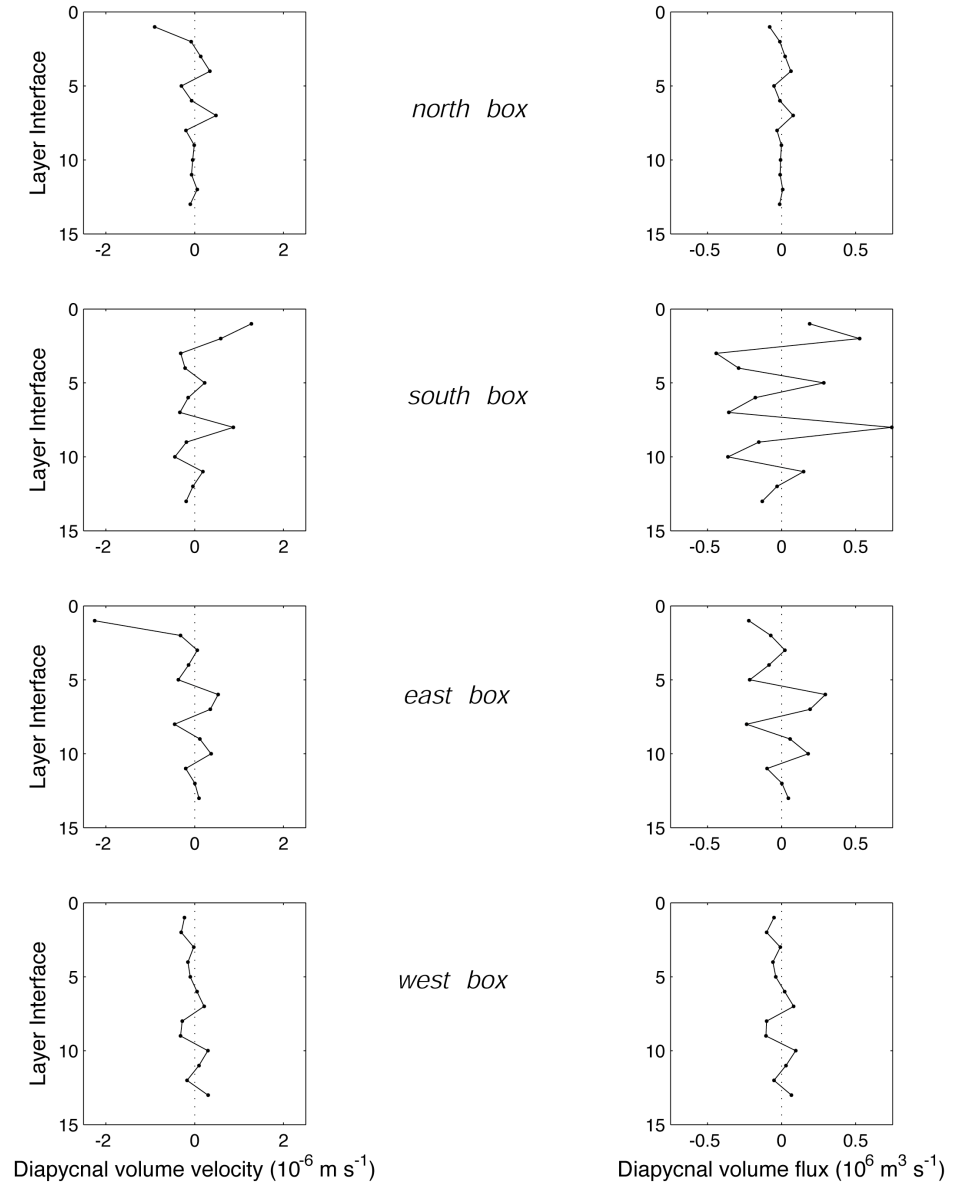 0
5
10
15
-2 0 2
Layer Interface
north box
0
5
10
15
-0.5 0 0.5
0
5
10
15
-2 0 2
Layer Interface
south box
0
5
10
15
-0.5 0 0.5
0
5
10
15
-2 0 2
Layer Interface
east box
0
5
10
15
-0.5 0 0.5
0
5
10
15
-2 0 2
Layer Interface
Diapycnal volume velocity (10⁻⁶ m s⁻¹)
west box
0
5
10
15
-0.5 0 0.5
Diapycnal volume flux (10⁶ m³ s⁻¹)